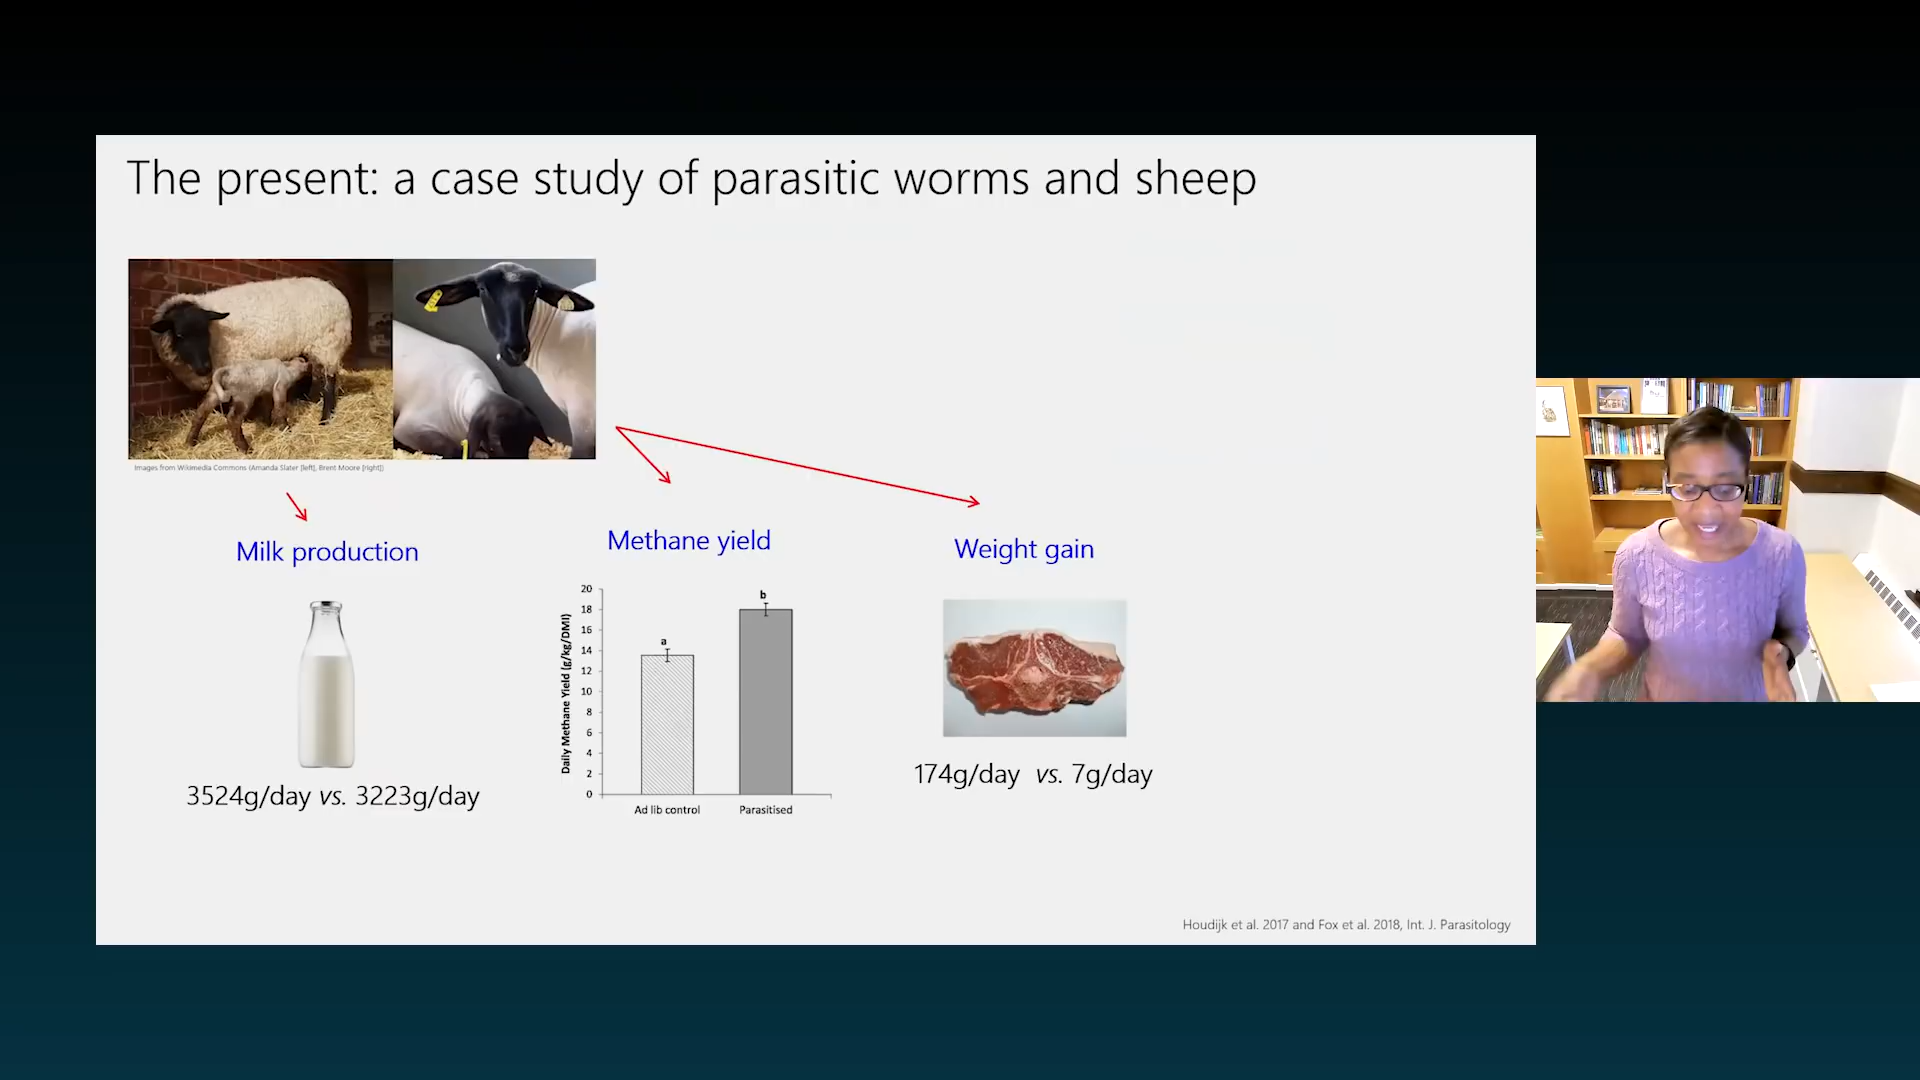 The present: a case study of parasitic worms and sheep
Images from Wikimedia Commons (Amanda Slater [left], Brent Moore [right])
Milk production
3524g/day vs. 3223g/day
Methane yield
Daily Methane Yield (g/kg/DMI)
20
18
16
14
12
10
8
6
4
2
0
a
b
Ad lib control
Parasitised
Weight gain
174g/day vs. 7g/day
Houdijk et al. 2017 and Fox et al. 2018, Int. J. Parasitology